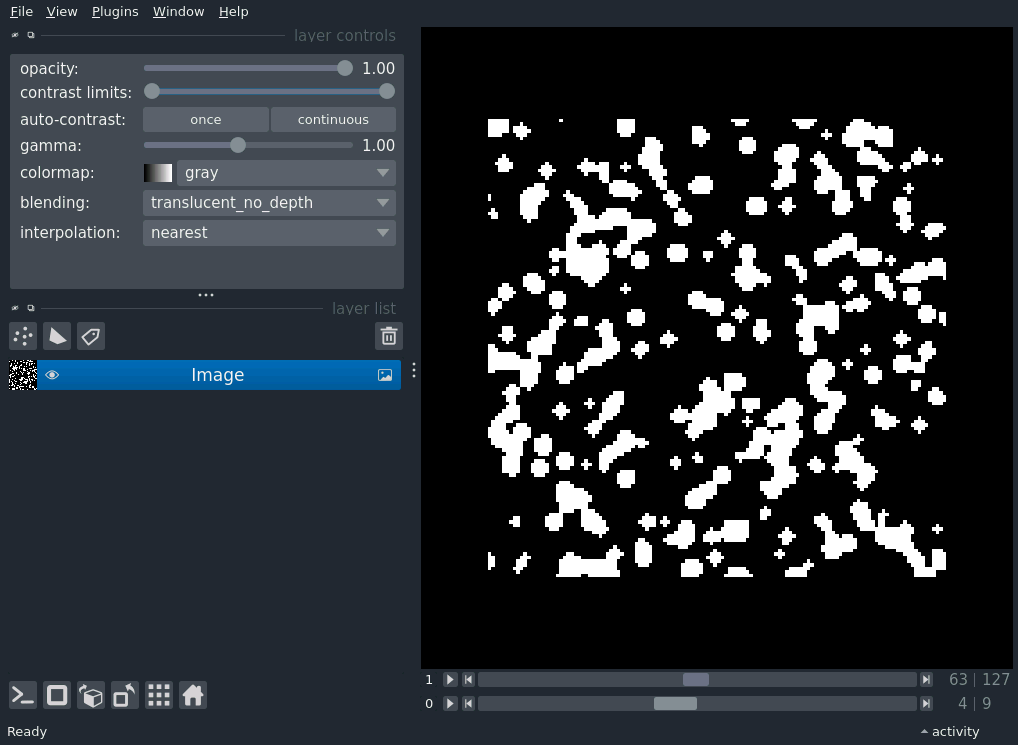 File View Plugins Window Help
layer controls
opacity: 1.00
contrast limits:
auto-contrast: once continuous
gamma: 1.00
colormap: gray
blending: translucent_no_depth
interpolation: nearest
layer list
Image
1 63 | 127
0 4 | 9
Ready activity